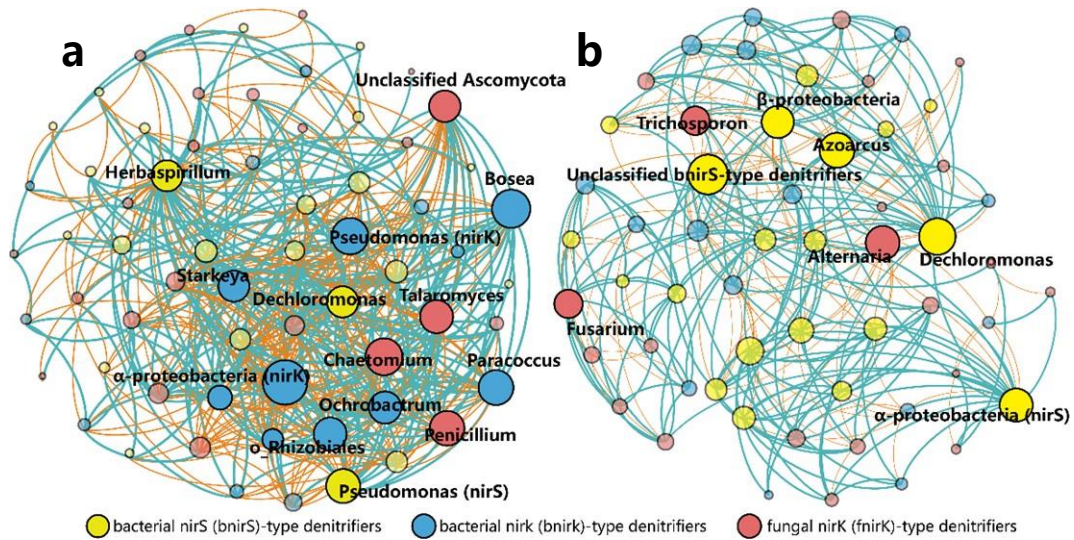 a
b
Unclassified Ascomycota
Herbaspirillum
Bosea
Pseudomonas (nirK)
Starkeya
Dechloromonas
Talaromyces
Chaetomium
Paracoccus
α-proteobacteria (nirK)
Ochrobactrum
Penicillium
o_Rhizobiales
Pseudomonas (nirS)
β-proteobacteria
Trichosporon
Azoarcus
Unclassified bnirS-type denitrifiers
Alternaria
Dechloromonas
Fusarium
α-proteobacteria (nirS)
bacterial nirS (bnirS)-type denitrifiers
bacterial nirk (bnirk)-type denitrifiers
fungal nirK (fnirK)-type denitrifiers